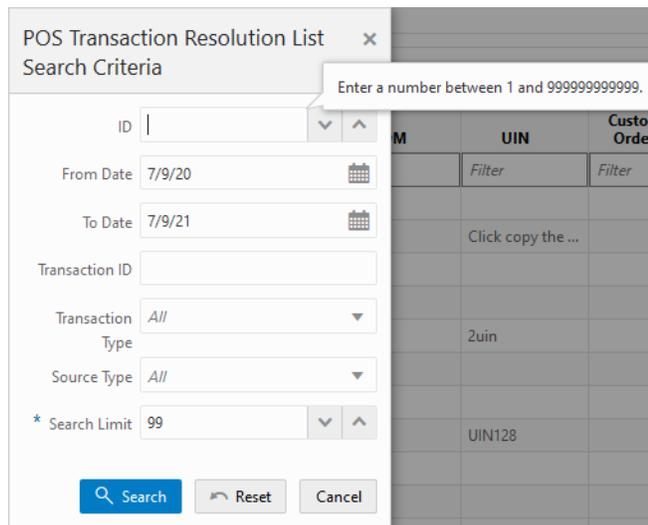 POS Transaction Resolution List
Search Criteria
Enter a number between 1 and 999999999999.
ID
From Date 7/9/20
To Date 7/9/21
Transaction ID
Transaction
Type
All
Source Type All
* Search Limit 99
Search Reset Cancel
UIN
Filter Filter
Click copy the ...
2uin
UIN128